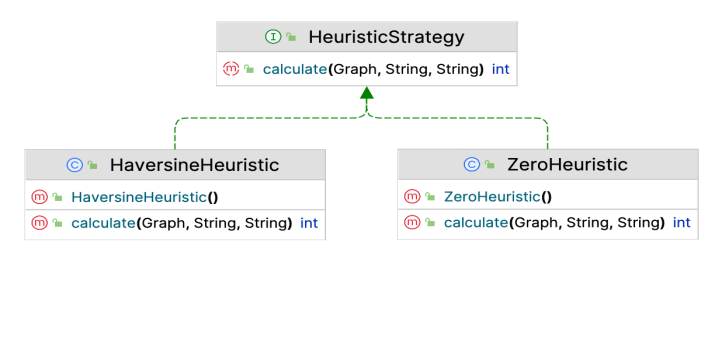 I HeuristicStrategy
m calculate(Graph, String, String) int
C HaversineHeuristic
m HaversineHeuristic()
m calculate(Graph, String, String) int
C ZeroHeuristic
m ZeroHeuristic()
m calculate(Graph, String, String) int